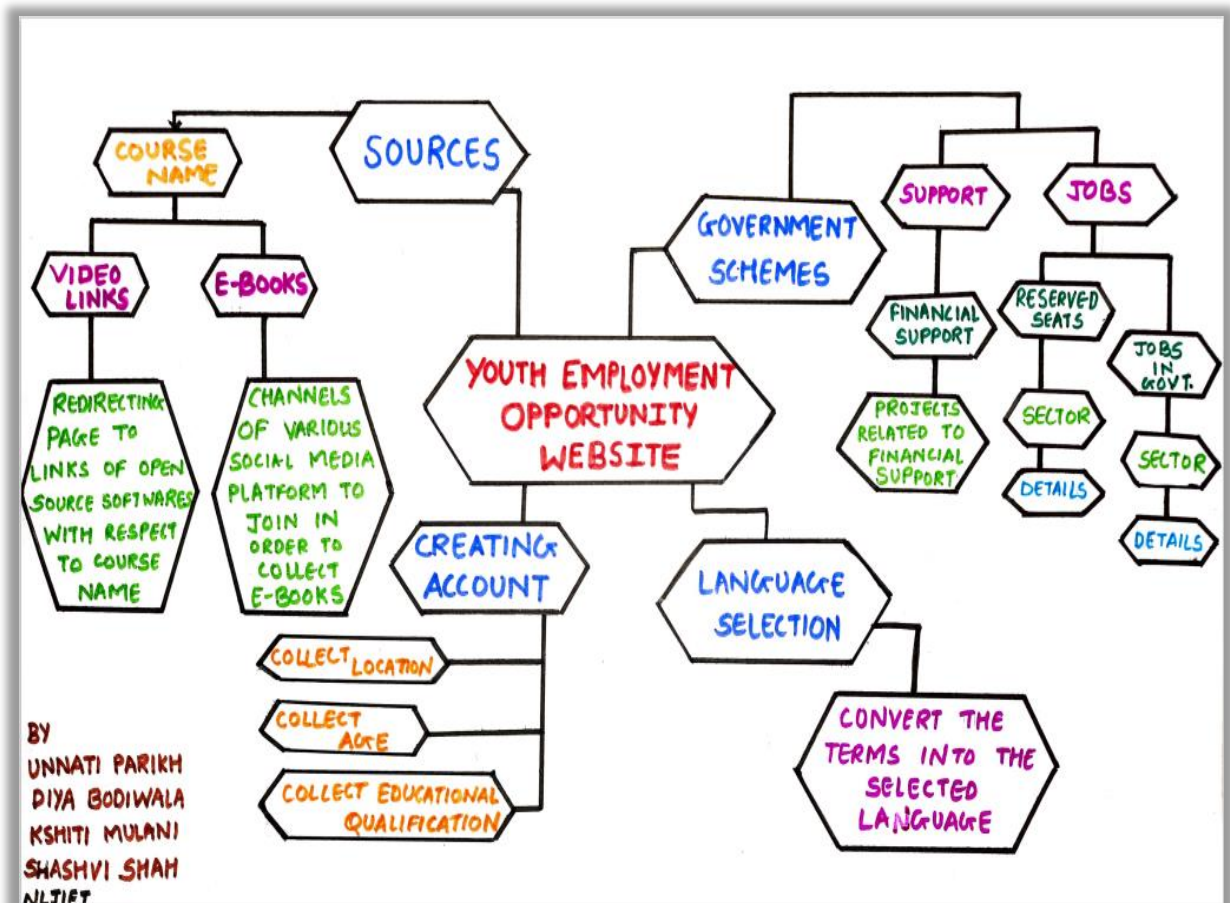 SOURCES
COURSE
NAME
VIDEO
LINKS
E-BOOKS
REDIRECTING
PAGE TO
LINKS OF OPEN
SOURCE SOFTWARES
WITH RESPECT
TO COURSE
NAME
CHANNELS
OF VARIOUS
SOCIAL MEDIA
PLATFORM TO
JOIN IN
ORDER TO
COLLECT
E-BOOKS
GOVERNMENT
SCHEMES
SUPPORT
JOBS
FINANCIAL
SUPPORT
PROJECTS
RELATED TO
FINANCIAL
SUPPORT
RESERVED
SEATS
SECTOR
DETAILS
JOBS
IN
GOVT.
SECTOR
DETAILS
YOUTH EMPLOYMENT
OPPORTUNITY
WEBSITE
CREATING
ACCOUNT
COLLECT LOCATION
COLLECT
AGE
COLLECT EDUCATIONAL
QUALIFICATION
LANGUAGE
SELECTION
CONVERT THE
TERMS INTO THE
SELECTED
LANGUAGE
BY
UNNATI PARIKH
DIYA BODIWALA
KSHITI MULANI
SHASHVI SHAH